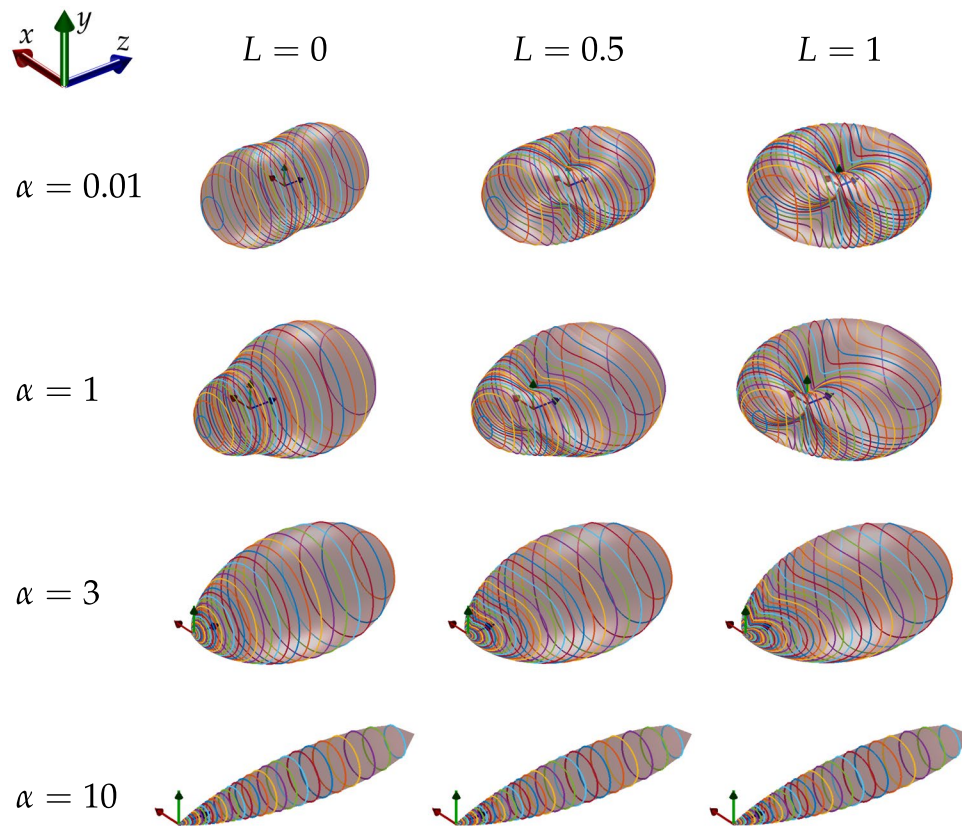 x y z
L = 0 L = 0.5 L = 1
α = 0.01
α = 1
α = 3
α = 10